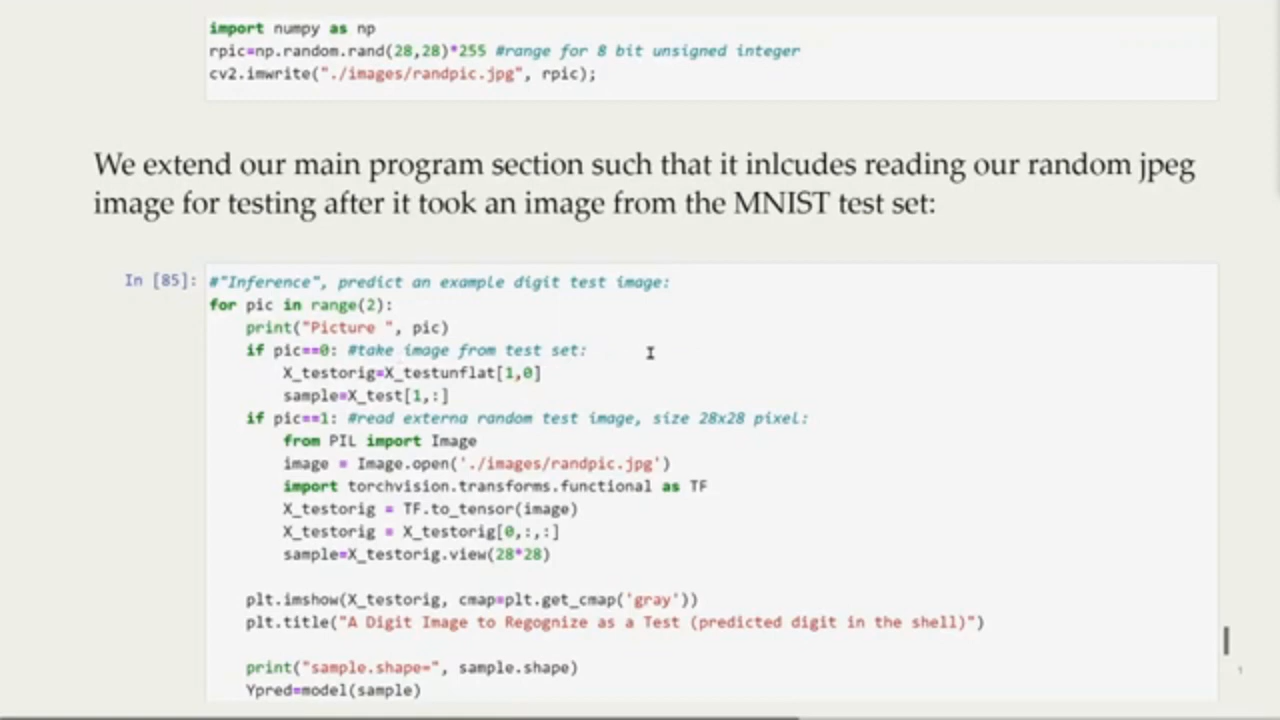 import numpy as np
rpic=np.random.rand(28,28)*255 #range for 8 bit unsigned integer
cv2.imwrite("./images/randpic.jpg", rpic);
We extend our main program section such that it inlcudes reading our random jpeg
image for testing after it took an image from the MNIST test set:
In [85]:
#"Inference", predict an example digit test image:
for pic in range(2):
    print("Picture ", pic)
    if pic==0: #take image from test set:
        X_testorig=X_testunflat[1,0]
        sample=X_test[1,:]
    if pic==1: #read externa random test image, size 28x28 pixel:
        from PIL import Image
        image = Image.open('./images/randpic.jpg')
        import torchvision.transforms.functional as TF
        X_testorig = TF.to_tensor(image)
        X_testorig = X_testorig[0,:,:]
        sample=X_testorig.view(28*28)
    plt.imshow(X_testorig, cmap=plt.get_cmap('gray'))
    plt.title("A Digit Image to Regognize as a Test (predicted digit in the shell)")
    print("sample.shape=", sample.shape)
    Ypred=model(sample)
1